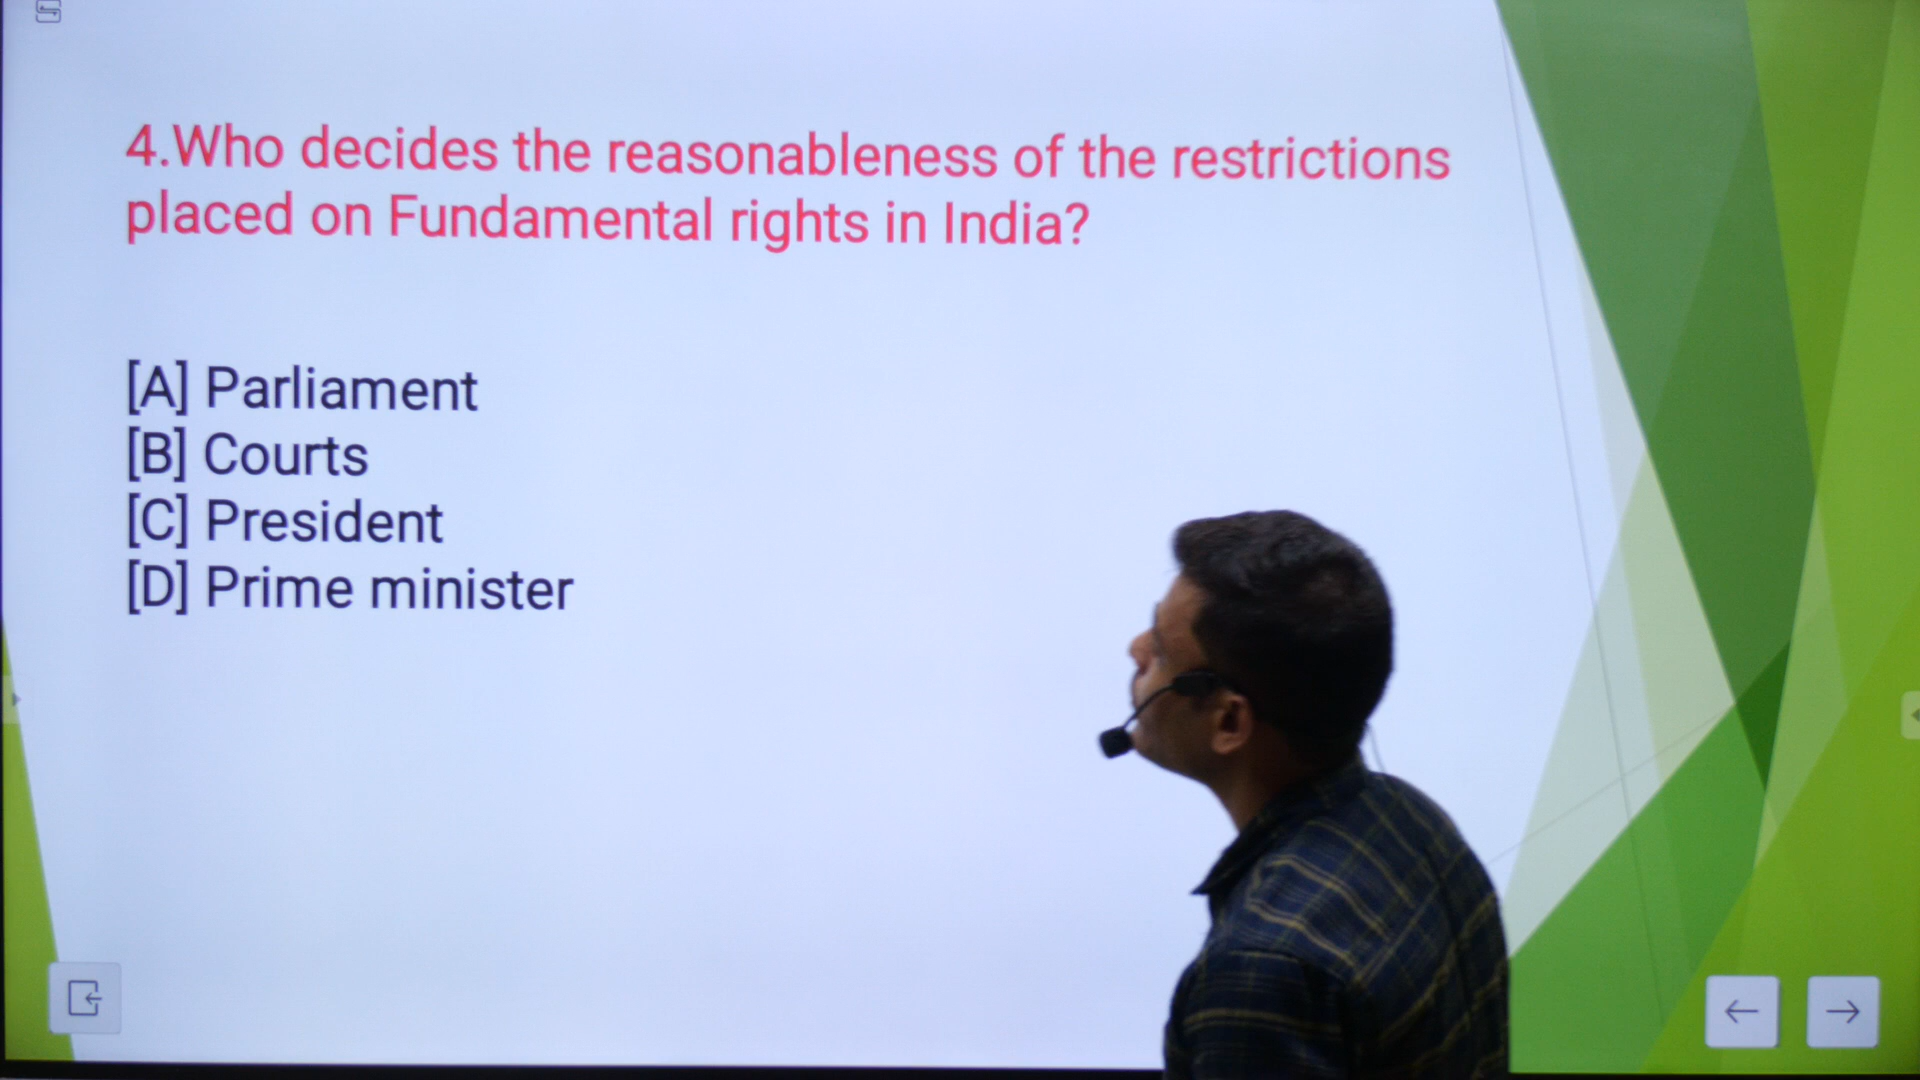 4.Who decides the reasonableness of the restrictions
placed on Fundamental rights in India?
[A] Parliament
[B] Courts
[C] President
[D] Prime minister